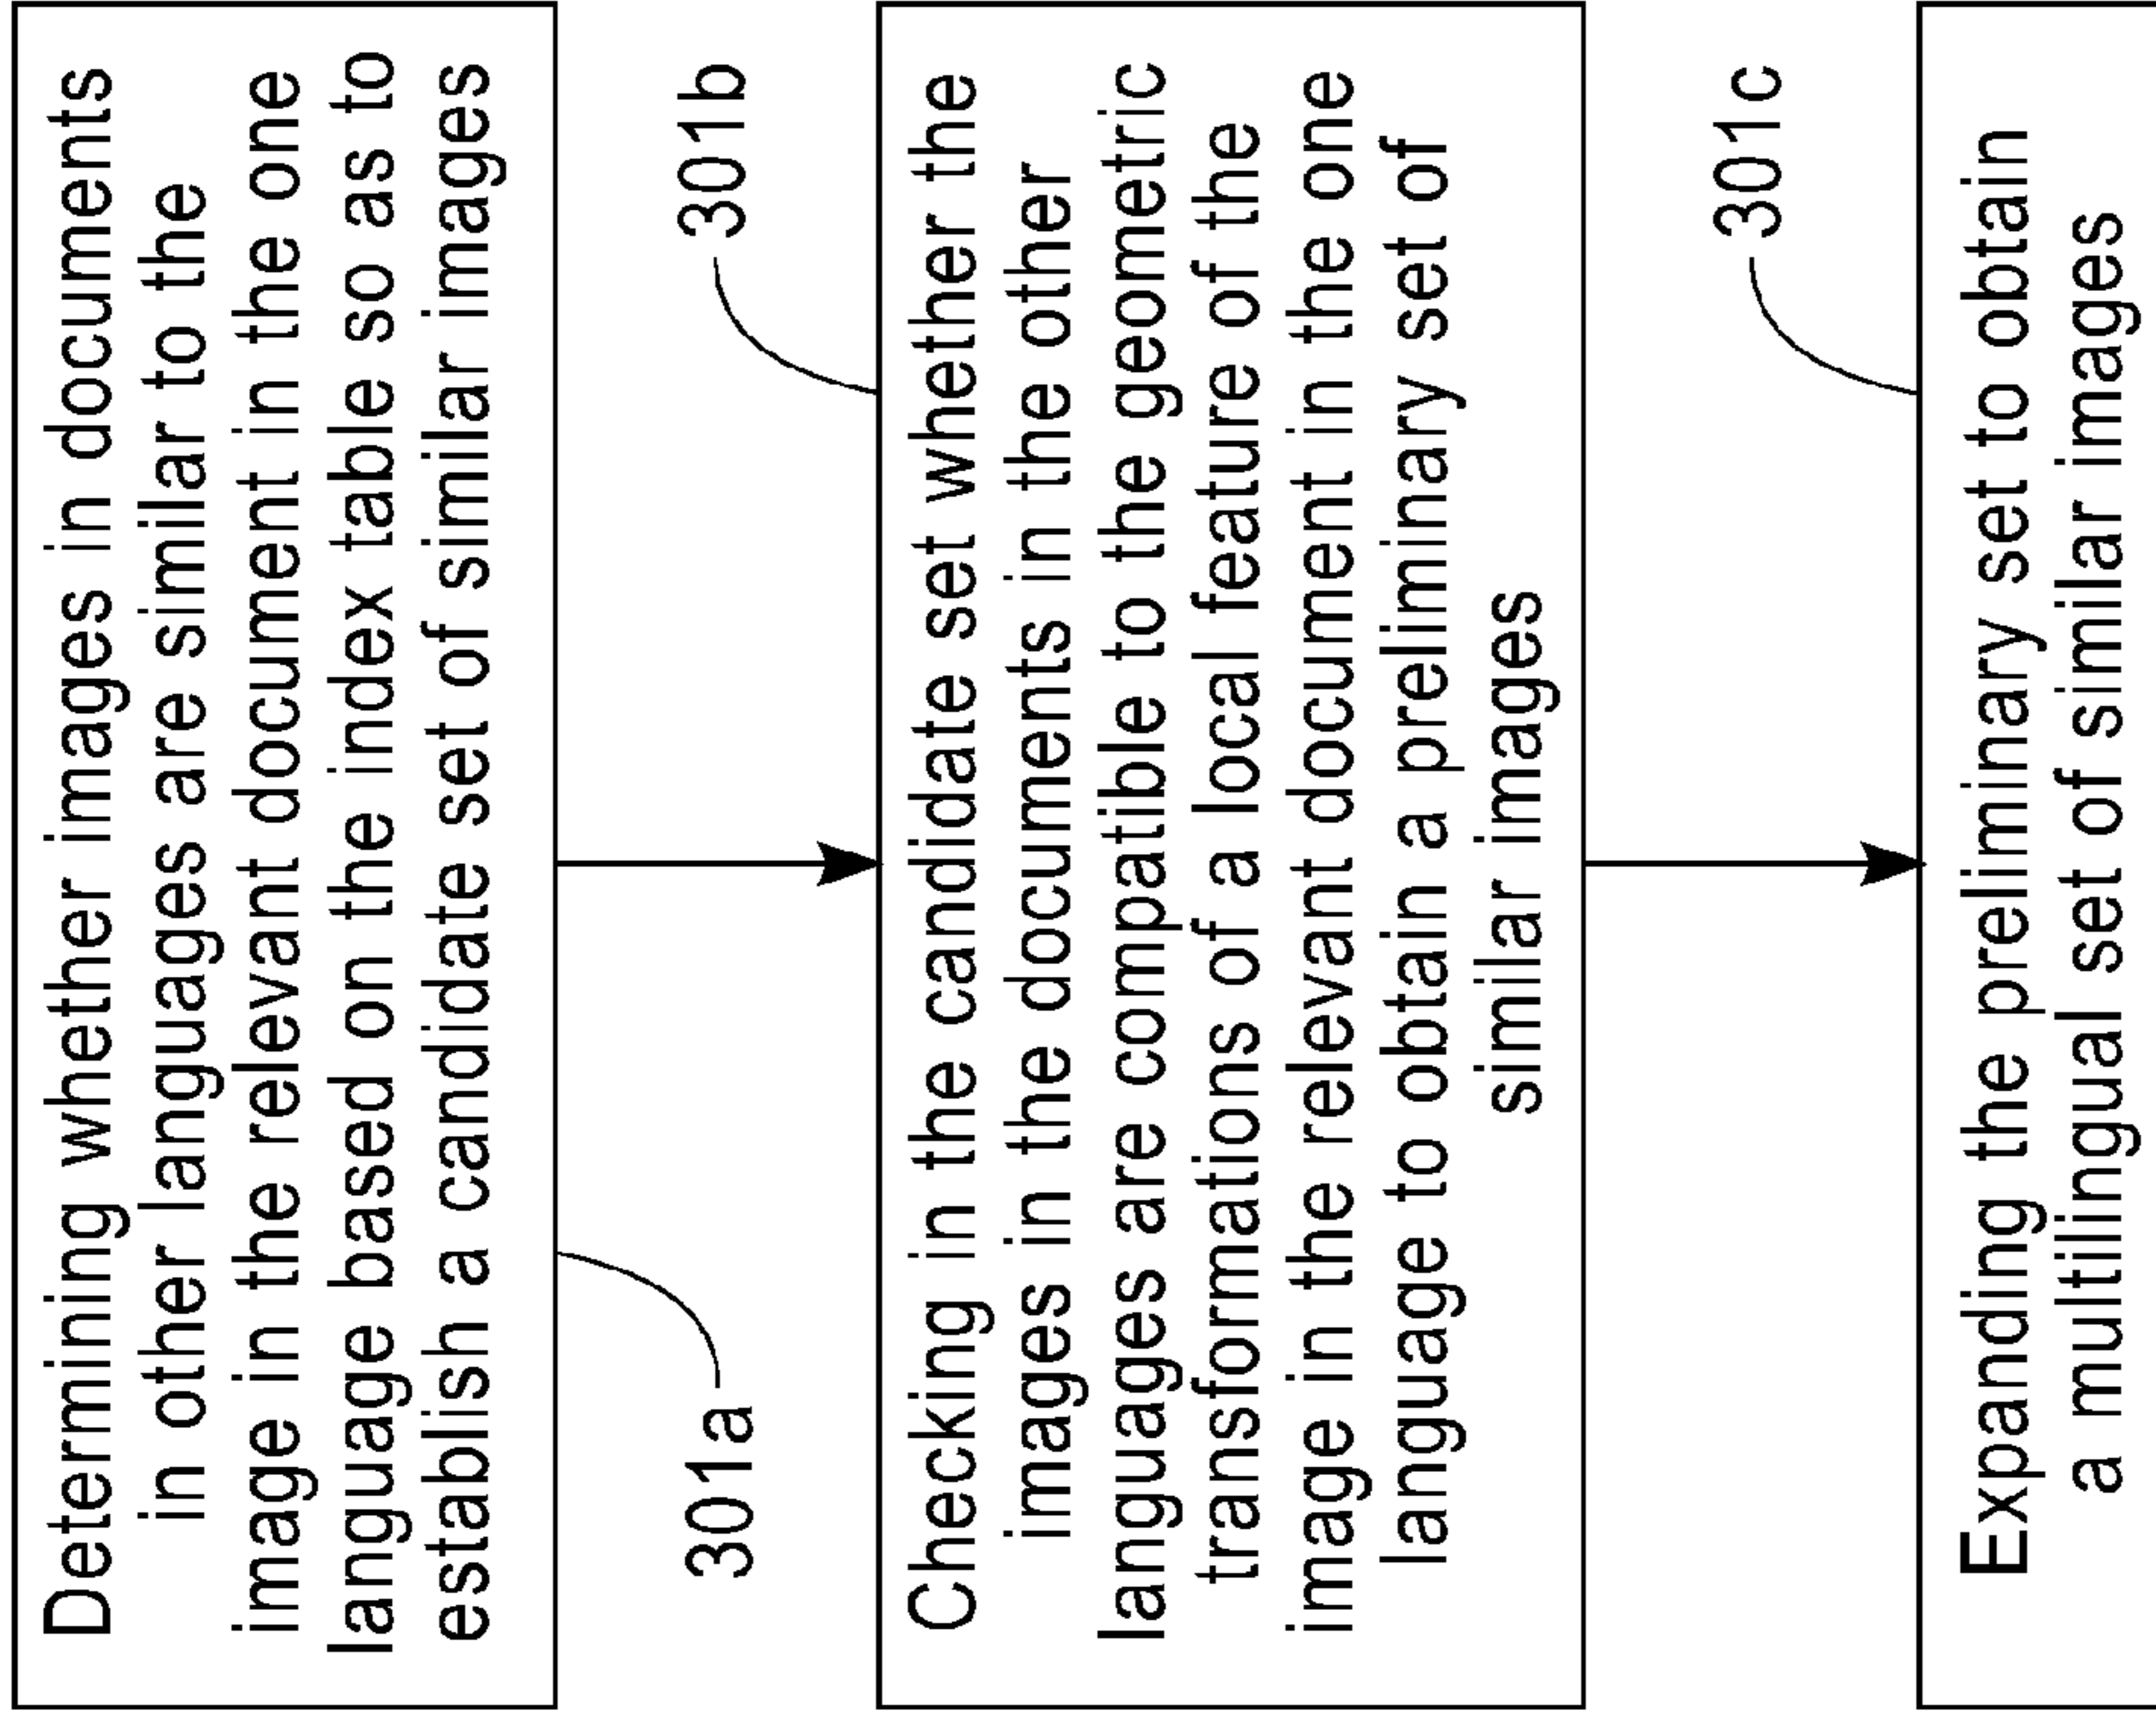 Determining whether images in documents
in other languages are similar to the
image in the relevant document in the one
language based on the index table so as to
establish a candidate set of similar images
301a
301b
Checking in the candidate set whether the
images in the documents in the other
languages are compatible to the geometric
transformations of a local feature of the
image in the relevant document in the one
language to obtain a preliminary set of
similar images
301c
Expanding the preliminary set to obtain
a multilingual set of similar images